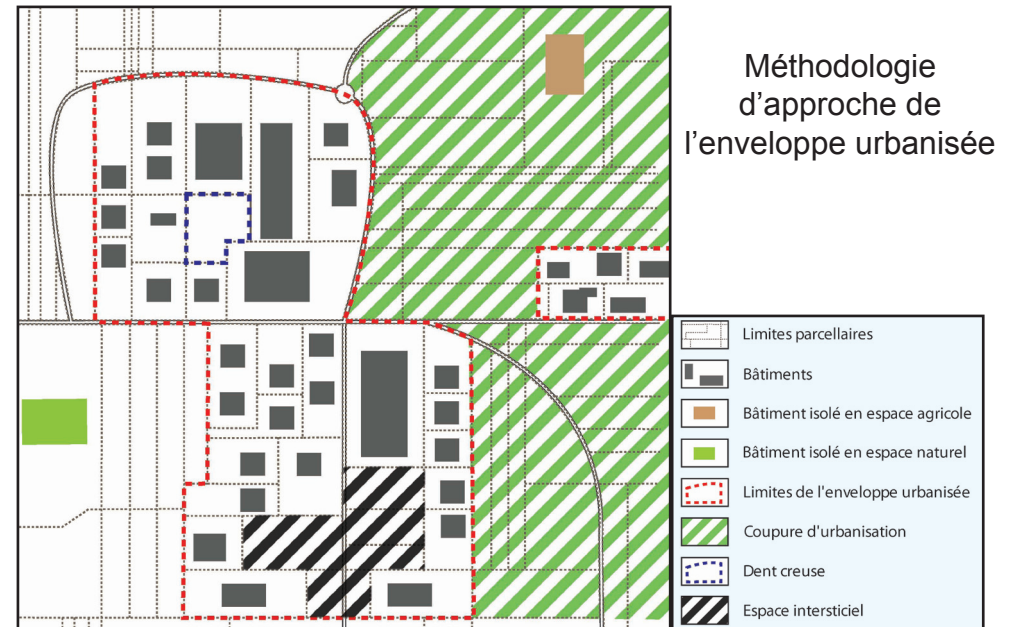 Méthodologie
d’approche de
l’enveloppe urbanisée
Limites parcellaires
Bâtiments
Bâtiment isolé en espace agricole
Bâtiment isolé en espace naturel
Limites de l'enveloppe urbanisée
Coupure d'urbanisation
Dent creuse
Espace intersticiel